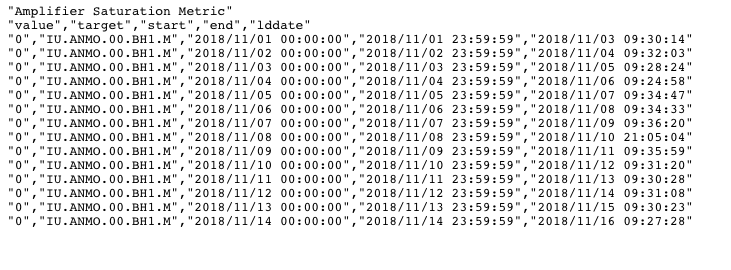 "Amplifier Saturation Metric"
"value","target","start","end","lddate"
"0","IU.ANMO.00.BH1.M","2018/11/01 00:00:00","2018/11/01 23:59:59","2018/11/03 09:30:14"
"0","IU.ANMO.00.BH1.M","2018/11/02 00:00:00","2018/11/02 23:59:59","2018/11/04 09:32:03"
"0","IU.ANMO.00.BH1.M","2018/11/03 00:00:00","2018/11/03 23:59:59","2018/11/05 09:28:24"
"0","IU.ANMO.00.BH1.M","2018/11/04 00:00:00","2018/11/04 23:59:59","2018/11/06 09:24:58"
"0","IU.ANMO.00.BH1.M","2018/11/05 00:00:00","2018/11/05 23:59:59","2018/11/07 09:34:47"
"0","IU.ANMO.00.BH1.M","2018/11/06 00:00:00","2018/11/06 23:59:59","2018/11/08 09:34:33"
"0","IU.ANMO.00.BH1.M","2018/11/07 00:00:00","2018/11/07 23:59:59","2018/11/09 09:36:20"
"0","IU.ANMO.00.BH1.M","2018/11/08 00:00:00","2018/11/08 23:59:59","2018/11/10 21:05:04"
"0","IU.ANMO.00.BH1.M","2018/11/09 00:00:00","2018/11/09 23:59:59","2018/11/11 09:35:59"
"0","IU.ANMO.00.BH1.M","2018/11/10 00:00:00","2018/11/10 23:59:59","2018/11/12 09:31:20"
"0","IU.ANMO.00.BH1.M","2018/11/11 00:00:00","2018/11/11 23:59:59","2018/11/13 09:30:28"
"0","IU.ANMO.00.BH1.M","2018/11/12 00:00:00","2018/11/12 23:59:59","2018/11/14 09:31:08"
"0","IU.ANMO.00.BH1.M","2018/11/13 00:00:00","2018/11/13 23:59:59","2018/11/15 09:30:23"
"0","IU.ANMO.00.BH1.M","2018/11/14 00:00:00","2018/11/14 23:59:59","2018/11/16 09:27:28"